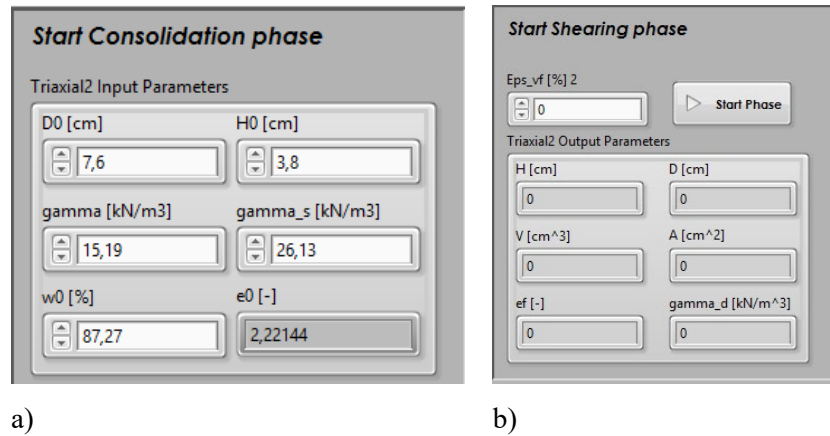 Start Consolidation phase
Triaxial2 Input Parameters
D0 [cm] H0 [cm]
7,6 3,8
gamma [kN/m3] gamma_s [kN/m3]
15,19 26,13
w0 [%] e0 [-]
87,27 2,22144
a)
Start Shearing phase
Eps_vf [%] 2
0 Start Phase
Triaxial2 Output Parameters
H [cm] D [cm]
0 0
V [cm^3] A [cm^2]
0 0
ef [-] gamma_d [kN/m^3]
0 0
b)